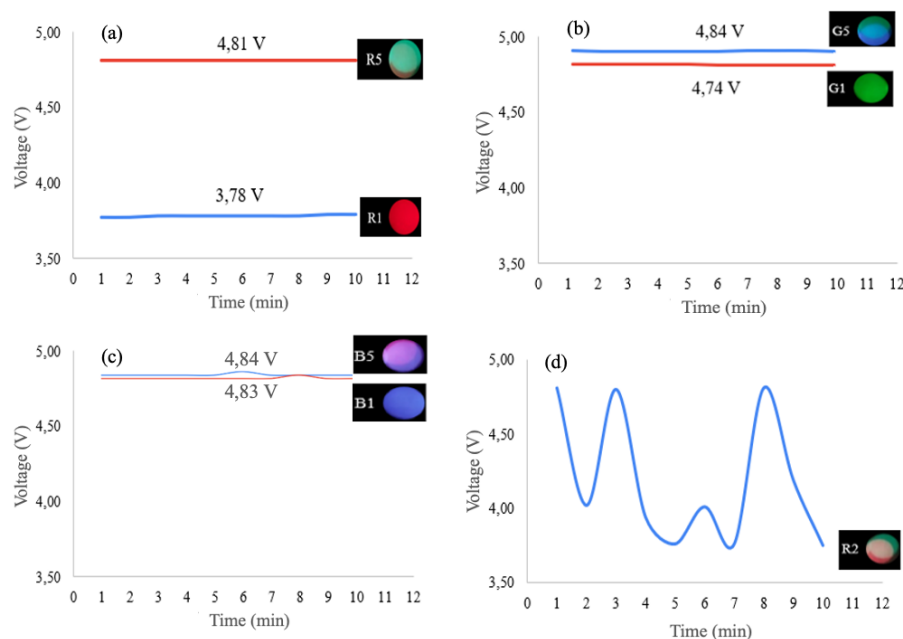 (a)
5,00
4,50
4,00
3,50
Voltage (V)
4,81 V
R5
3,78 V
R1
0 1 2 3 4 5 6 7 8 9 10 11 12
Time (min)
(b)
5,00
4,50
4,00
3,50
Voltage (V)
4,84 V
G5
4,74 V
G1
0 1 2 3 4 5 6 7 8 9 10 11 12
Time (min)
(c)
5,00
4,50
4,00
3,50
Voltage (V)
4,84 V
B5
4,83 V
B1
0 1 2 3 4 5 6 7 8 9 10 11 12
Time (min)
(d)
5,00
4,50
4,00
3,50
Voltage (V)
R2
0 1 2 3 4 5 6 7 8 9 10 11 12
Time (min)